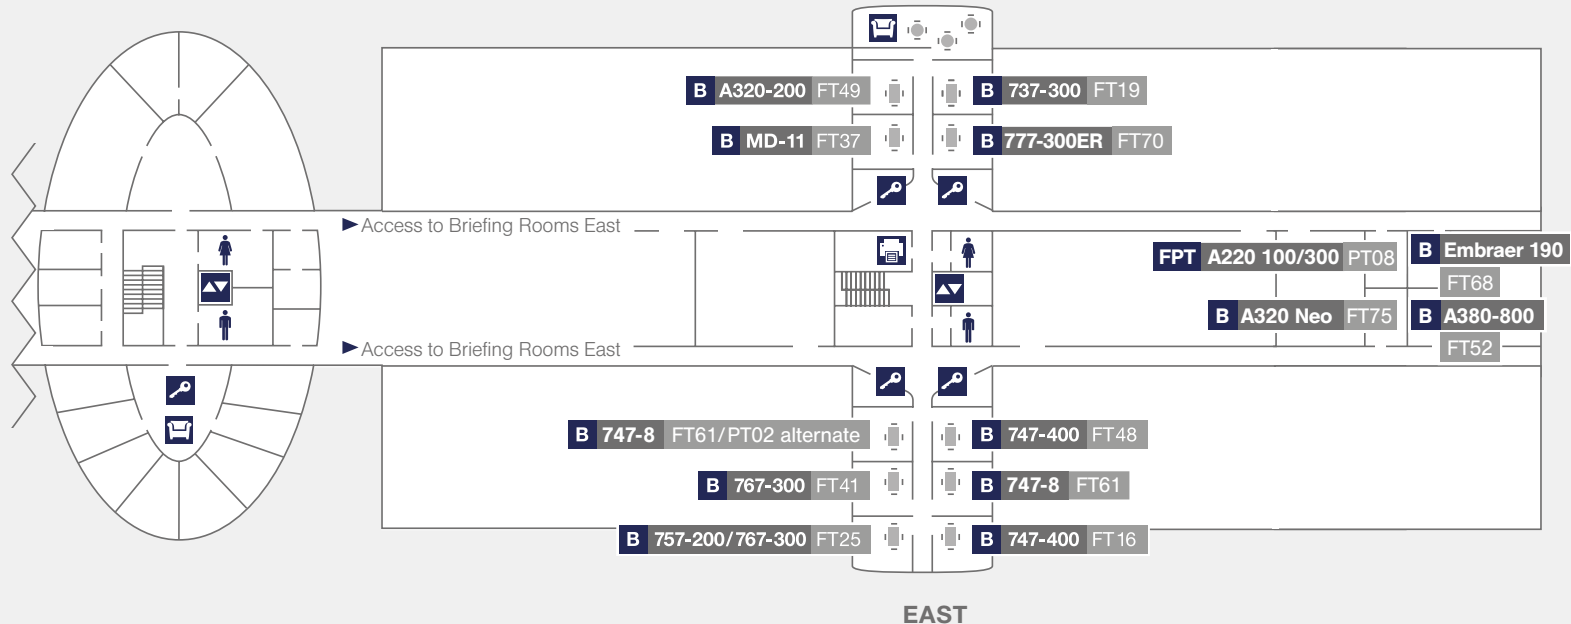 B A320-200 FT49
B 737-300 FT19
B MD-11 FT37
B 777-300ER FT70
Access to Briefing Rooms East
FPT A220 100/300 PT08
B Embraer 190
FT68
B A320 Neo FT75
B A380-800
FT52
Access to Briefing Rooms East
B 747-8 FT61/PT02 alternate
B 747-400 FT48
B 767-300 FT41
B 747-8 FT61
B 757-200/767-300 FT25
B 747-400 FT16
EAST